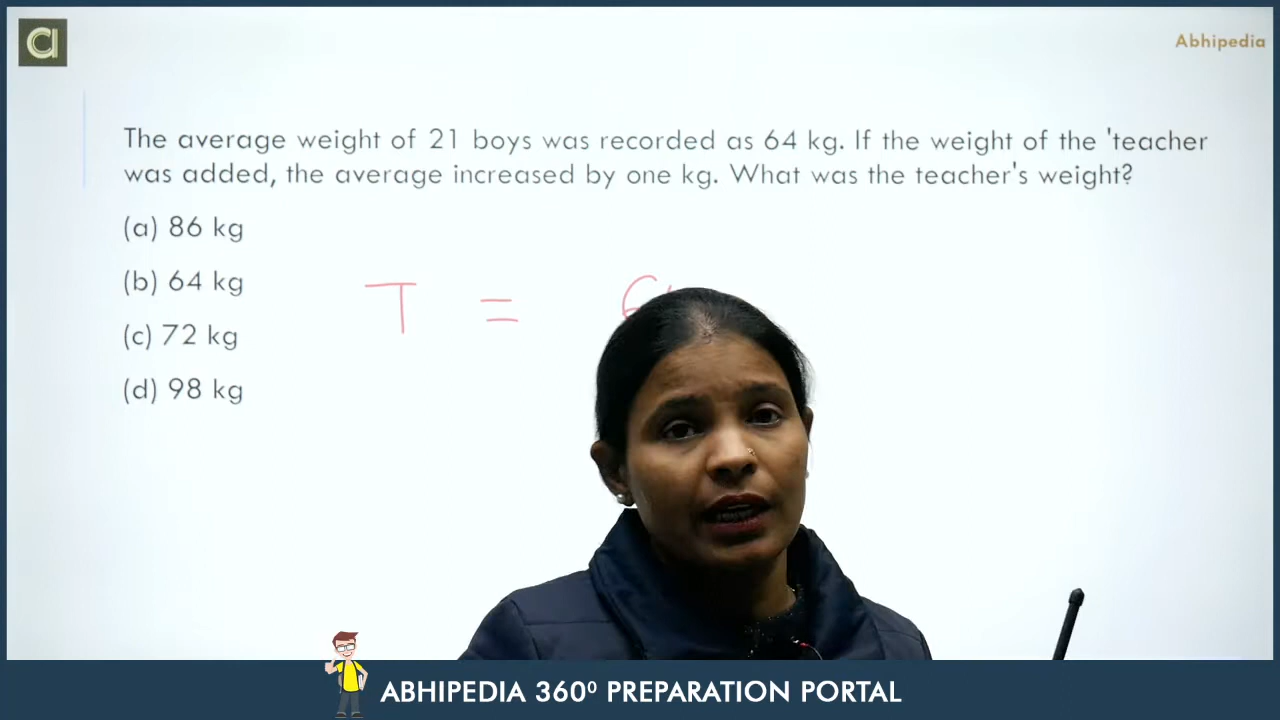 Abhipedia
The average weight of 21 boys was recorded as 64 kg. If the weight of the 'teacher
was added, the average increased by one kg. What was the teacher's weight?
(a) 86 kg
(b) 64 kg
T = 6
(c) 72 kg
(d) 98 kg
ABHIPEDIA 360⁰ PREPARATION PORTAL